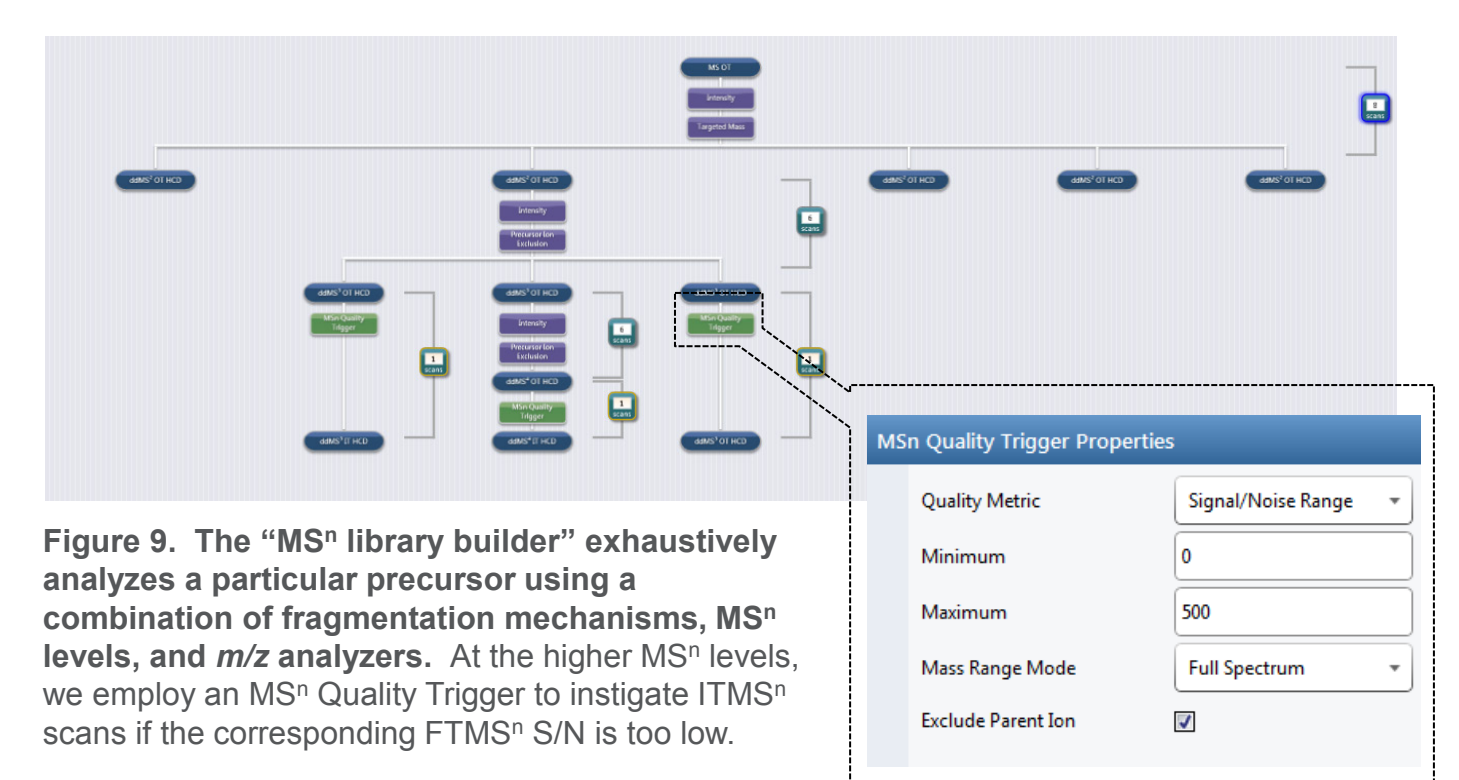 MS OT
Intensity
Targeted Mass
8
scans
ddMS² OT HCD
ddMS² OT HCD
ddMS² OT HCD
ddMS² OT HCD
ddMS² OT HCD
Intensity
Precursor Ion
Exclusion
6
scans
ddMS³ OT HCD
ddMS³ OT HCD
MSn Quality
Trigger
Intensity
MSn Quality
Trigger
6
scans
Precursor Ion
Exclusion
1
scans
1
scans
ddMS⁴ OT HCD
MSn Quality
Trigger
1
scans
ddMS³ IT HCD
ddMS⁴ IT HCD
ddMS³ OT HCD
MSn Quality Trigger Properties
Quality Metric Signal/Noise Range
Minimum 0
Maximum 500
Mass Range Mode Full Spectrum
Exclude Parent Ion
Figure 9. The “MSⁿ library builder” exhaustively
analyzes a particular precursor using a
combination of fragmentation mechanisms, MSⁿ
levels, and m/z analyzers. At the higher MSⁿ levels,
we employ an MSⁿ Quality Trigger to instigate ITMSⁿ
scans if the corresponding FTMSⁿ S/N is too low.